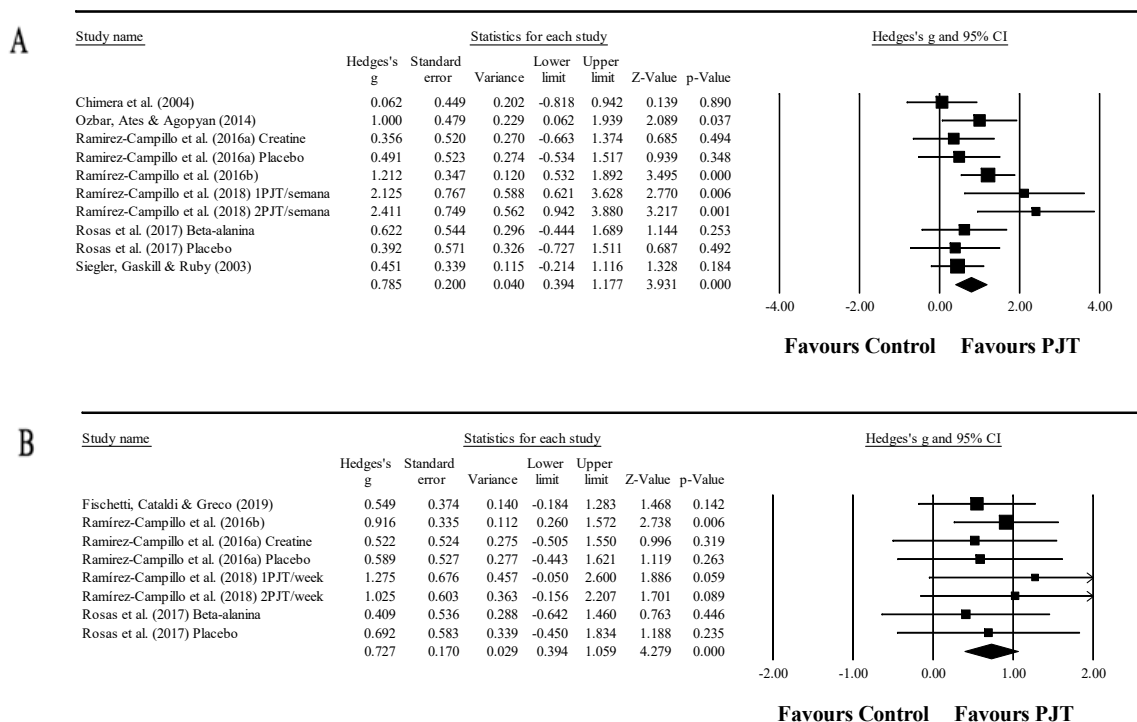 A
Study name Statistics for each study Hedges's g and 95% CI
Hedges's Standard Lower Upper
g error Variance limit limit Z-Value p-Value
Chimera et al. (2004) 0.062 0.449 0.202 -0.818 0.942 0.139 0.890
Ozbar, Ates & Agopyan (2014) 1.000 0.479 0.229 0.062 1.939 2.089 0.037
Ramirez-Campillo et al. (2016a) Creatine 0.356 0.520 0.270 -0.663 1.374 0.685 0.494
Ramirez-Campillo et al. (2016a) Placebo 0.491 0.523 0.274 -0.534 1.517 0.939 0.348
Ramírez-Campillo et al. (2016b) 1.212 0.347 0.120 0.532 1.892 3.495 0.000
Ramírez-Campillo et al. (2018) 1PJT/semana 2.125 0.767 0.588 0.621 3.628 2.770 0.006
Ramírez-Campillo et al. (2018) 2PJT/semana 2.411 0.749 0.562 0.942 3.880 3.217 0.001
Rosas et al. (2017) Beta-alanina 0.622 0.544 0.296 -0.444 1.689 1.144 0.253
Rosas et al. (2017) Placebo 0.392 0.571 0.326 -0.727 1.511 0.687 0.492
Siegler, Gaskill & Ruby (2003) 0.451 0.339 0.115 -0.214 1.116 1.328 0.184
0.785 0.200 0.040 0.394 1.177 3.931 0.000
-4.00 -2.00 0.00 2.00 4.00
Favours Control Favours PJT
B
Study name Statistics for each study Hedges's g and 95% CI
Hedges's Standard Lower Upper
g error Variance limit limit Z-Value p-Value
Fischetti, Cataldi & Greco (2019) 0.549 0.374 0.140 -0.184 1.283 1.468 0.142
Ramírez-Campillo et al. (2016b) 0.916 0.335 0.112 0.260 1.572 2.738 0.006
Ramirez-Campillo et al. (2016a) Creatine 0.522 0.524 0.275 -0.505 1.550 0.996 0.319
Ramirez-Campillo et al. (2016a) Placebo 0.589 0.527 0.277 -0.443 1.621 1.119 0.263
Ramírez-Campillo et al. (2018) 1PJT/week 1.275 0.676 0.457 -0.050 2.600 1.886 0.059
Ramírez-Campillo et al. (2018) 2PJT/week 1.025 0.603 0.363 -0.156 2.207 1.701 0.089
Rosas et al. (2017) Beta-alanina 0.409 0.536 0.288 -0.642 1.460 0.763 0.446
Rosas et al. (2017) Placebo 0.692 0.583 0.339 -0.450 1.834 1.188 0.235
0.727 0.170 0.029 0.394 1.059 4.279 0.000
-2.00 -1.00 0.00 1.00 2.00
Favours Control Favours PJT